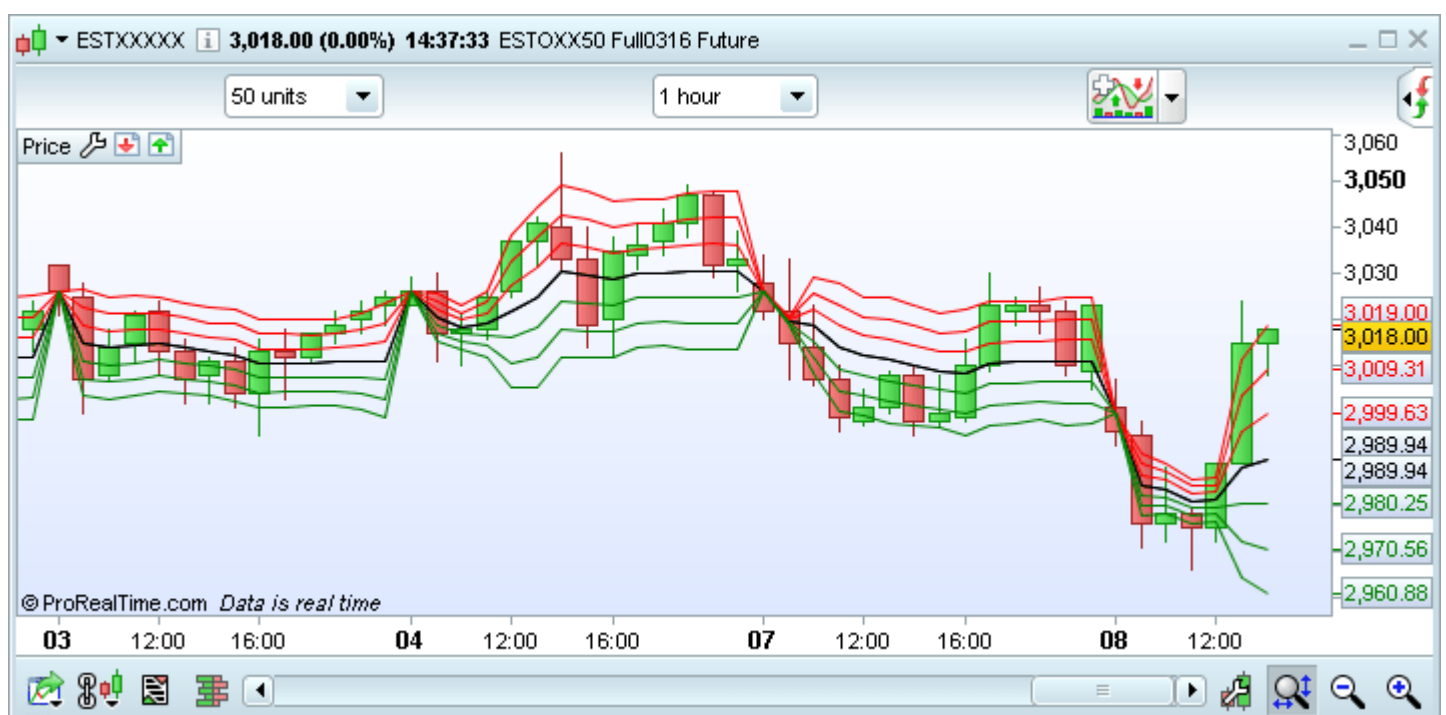 ESTXXXXX i 3,018.00 (0.00%) 14:37:33 ESTOXX50 Full0316 Future
50 units 1 hour
Price
3,060
3,050
3,040
3,030
3,019.00
3,018.00
3,009.31
2,999.63
2,989.94
2,989.94
2,980.25
2,970.56
2,960.88
© ProRealTime.com Data is real time
03 12:00 16:00 04 12:00 16:00 07 12:00 16:00 08 12:00